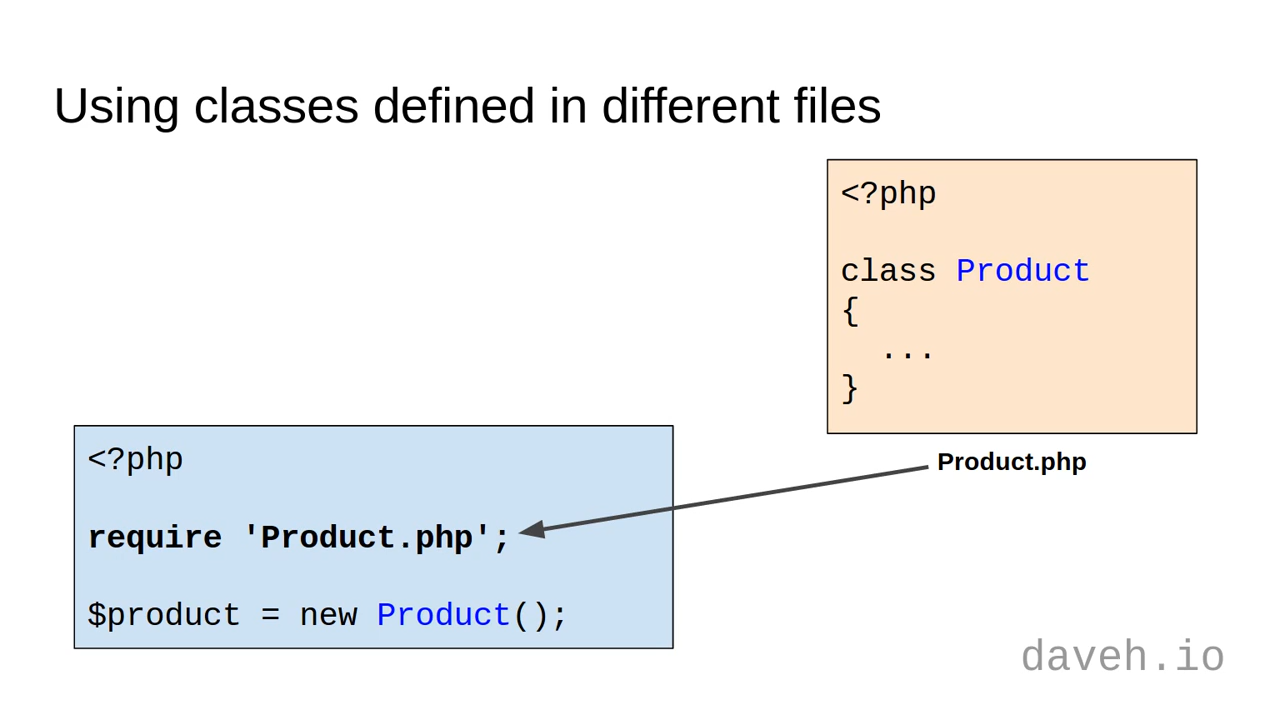 Using classes defined in different files
<?php
class Product
{
...
}
Product.php
<?php
require 'Product.php';
$product = new Product();
daveh.io